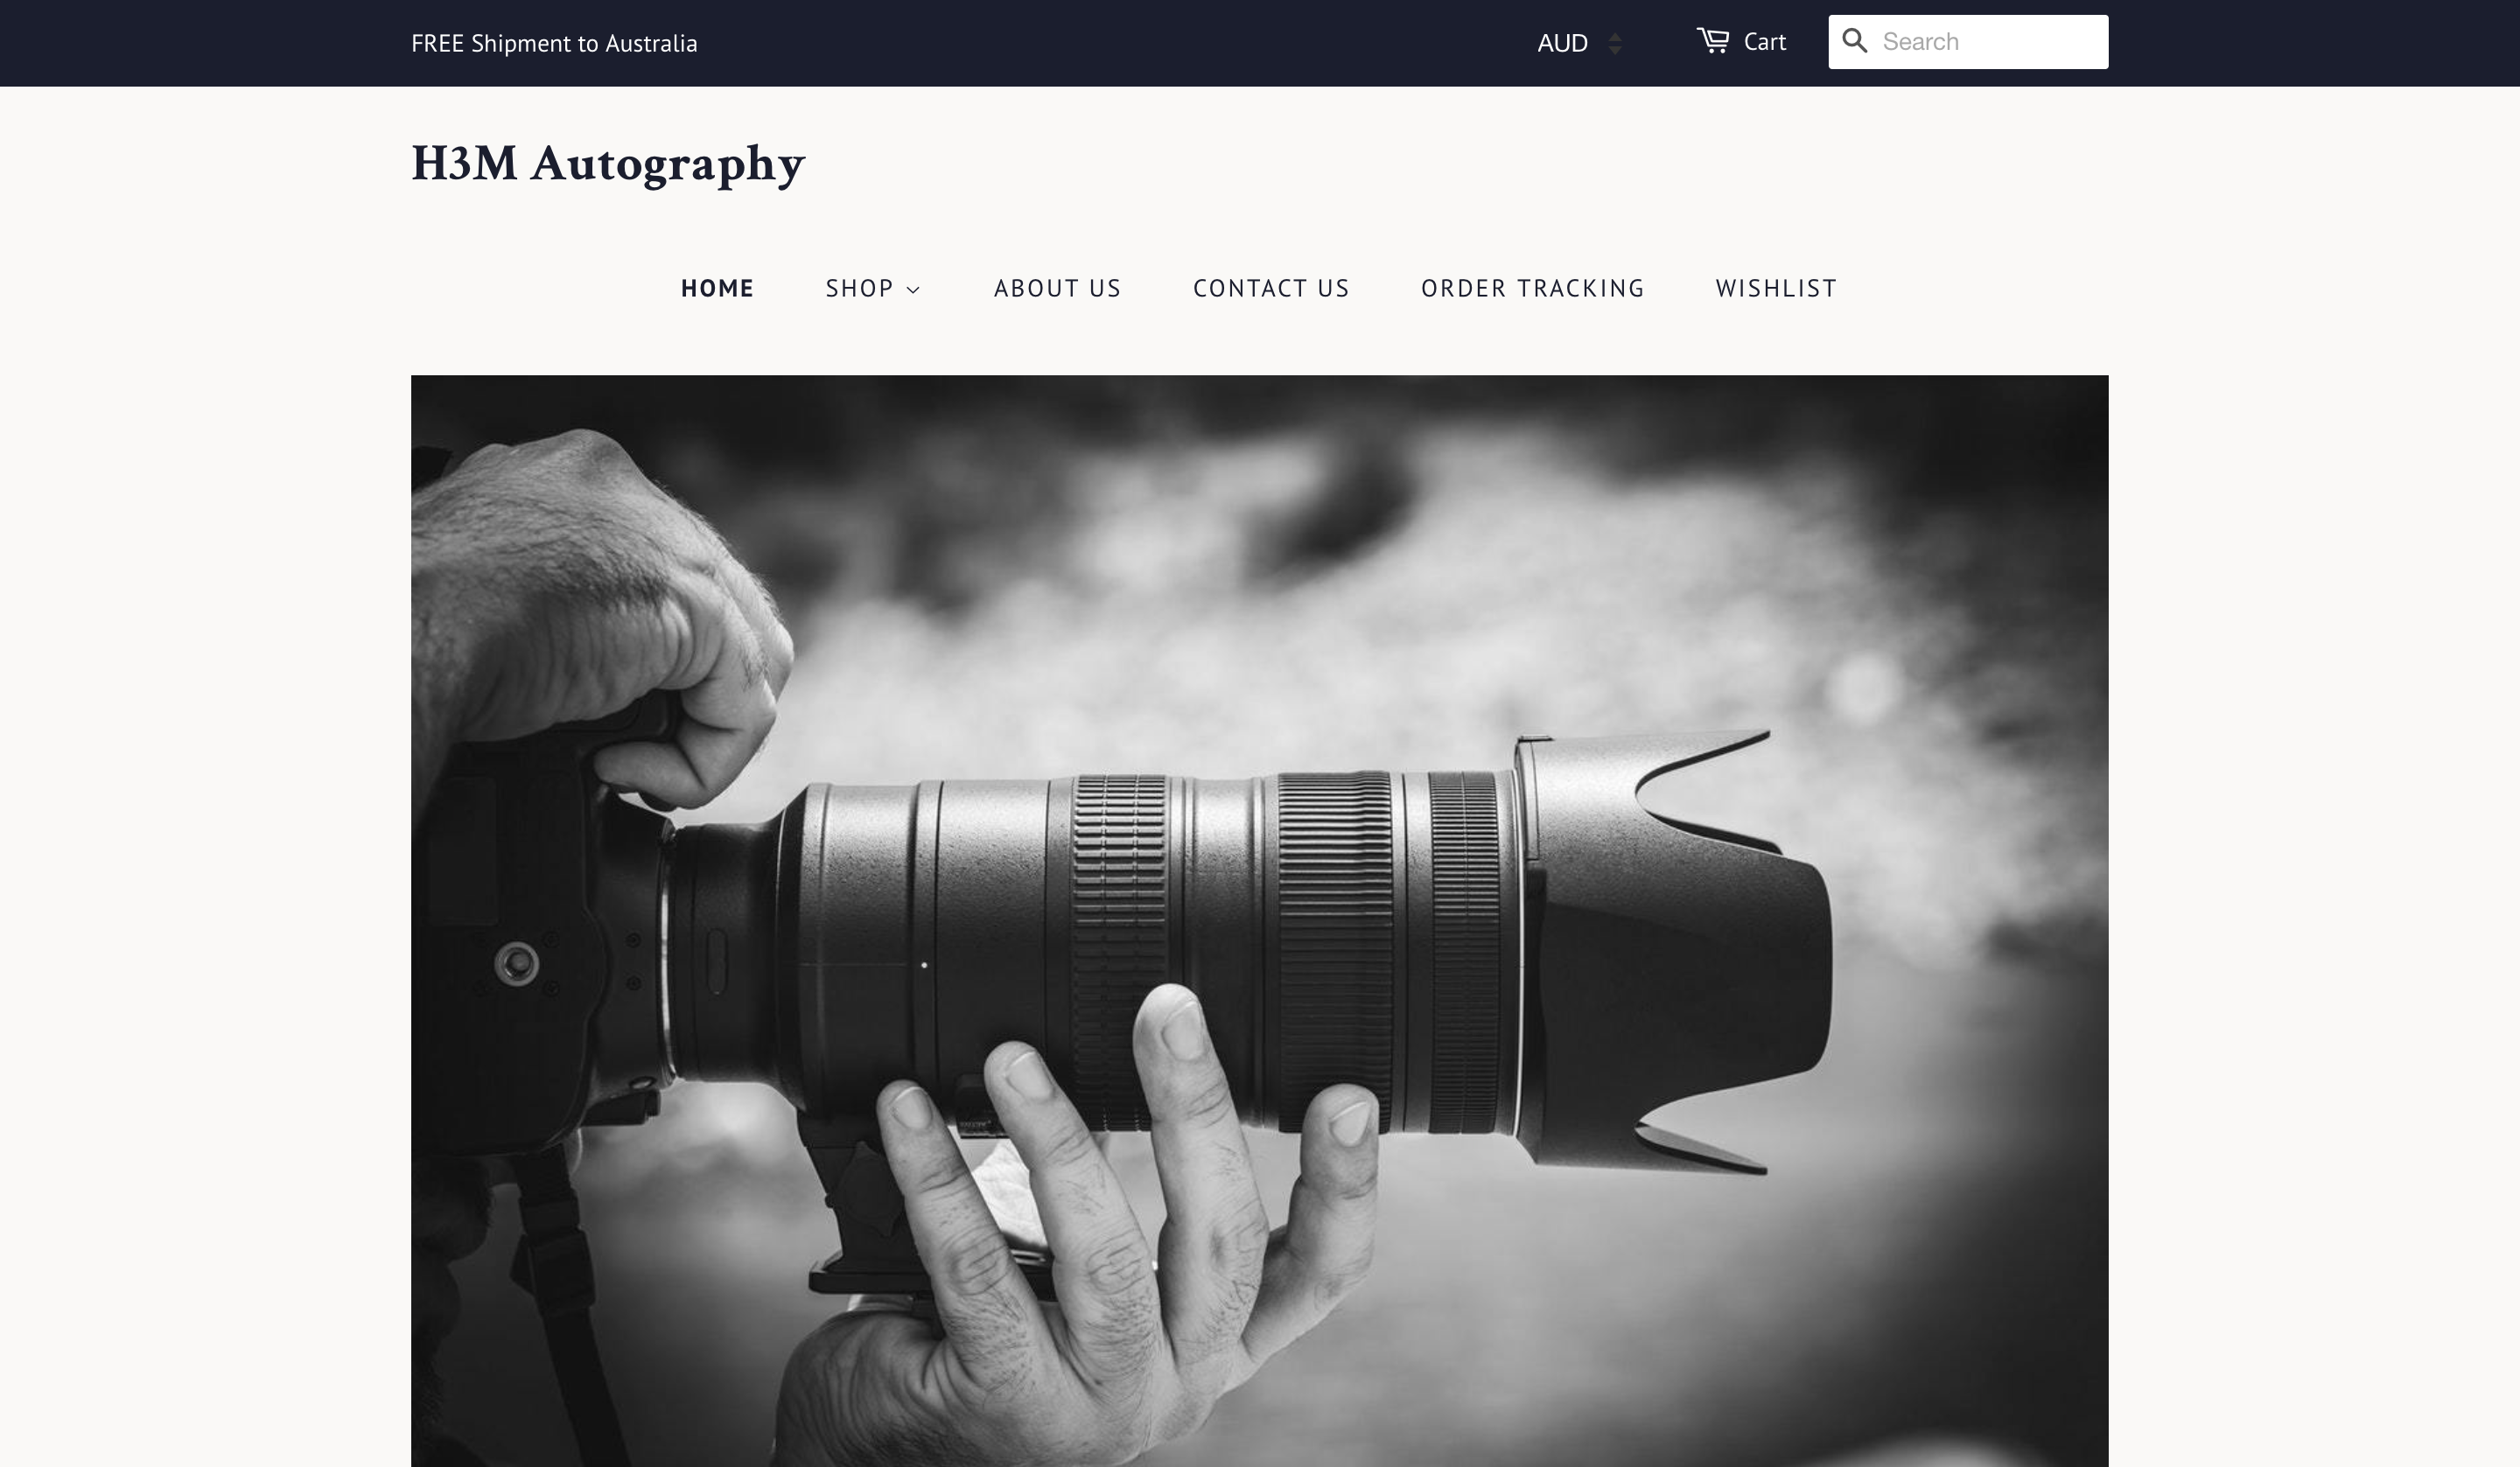 FREE Shipment to Australia
AUD
Cart
Search
H3M Autography
HOME SHOP ABOUT US CONTACT US ORDER TRACKING WISHLIST